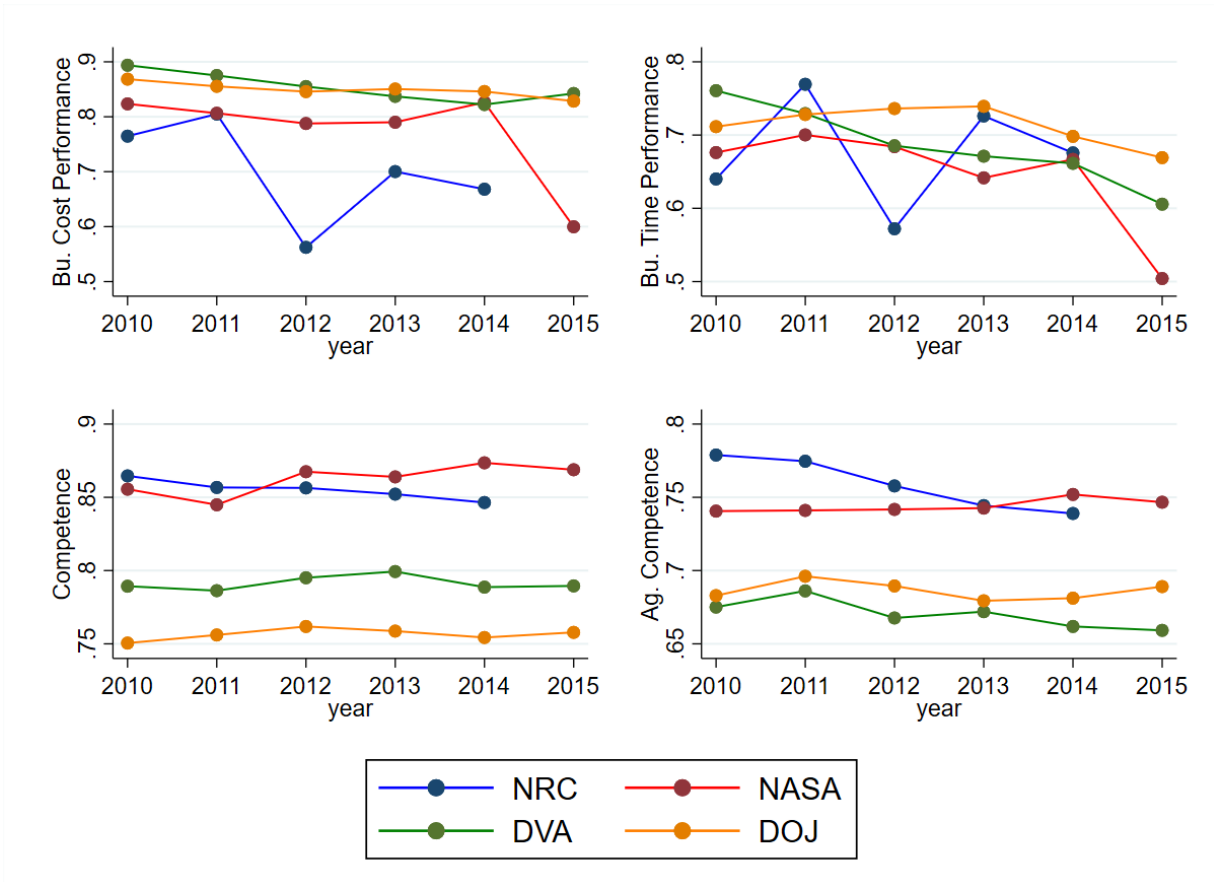 Bu. Cost Performance
.9
.8
.7
.6
.5
2010 2011 2012 2013 2014 2015
year
Bu. Time Performance
.8
.7
.6
.5
2010 2011 2012 2013 2014 2015
year
Competence
.9
.85
.8
.75
2010 2011 2012 2013 2014 2015
year
Ag. Competence
.8
.75
.7
.65
2010 2011 2012 2013 2014 2015
year
NRC NASA
DVA DOJ